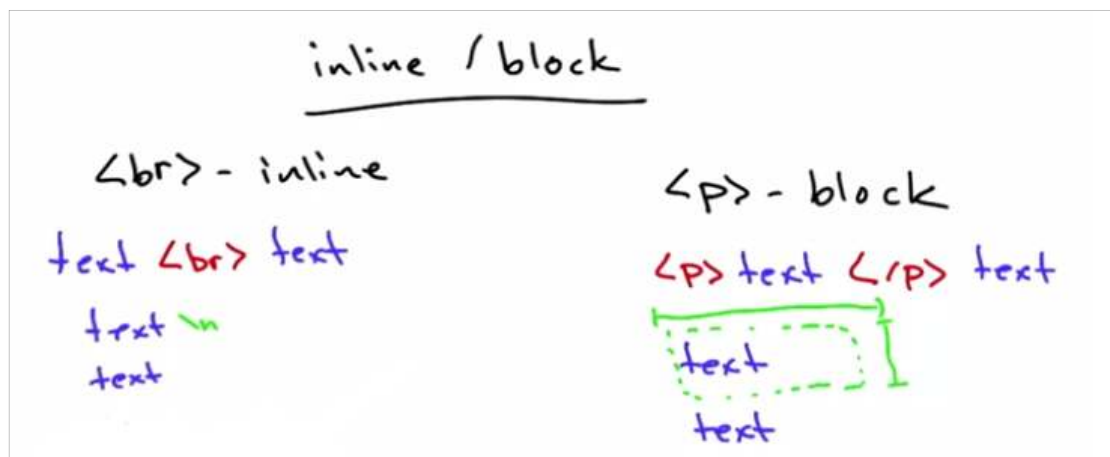 inline / block
<br> - inline
text <br> text
text \n
text
<p> - block
<p> text </p> text
text
text